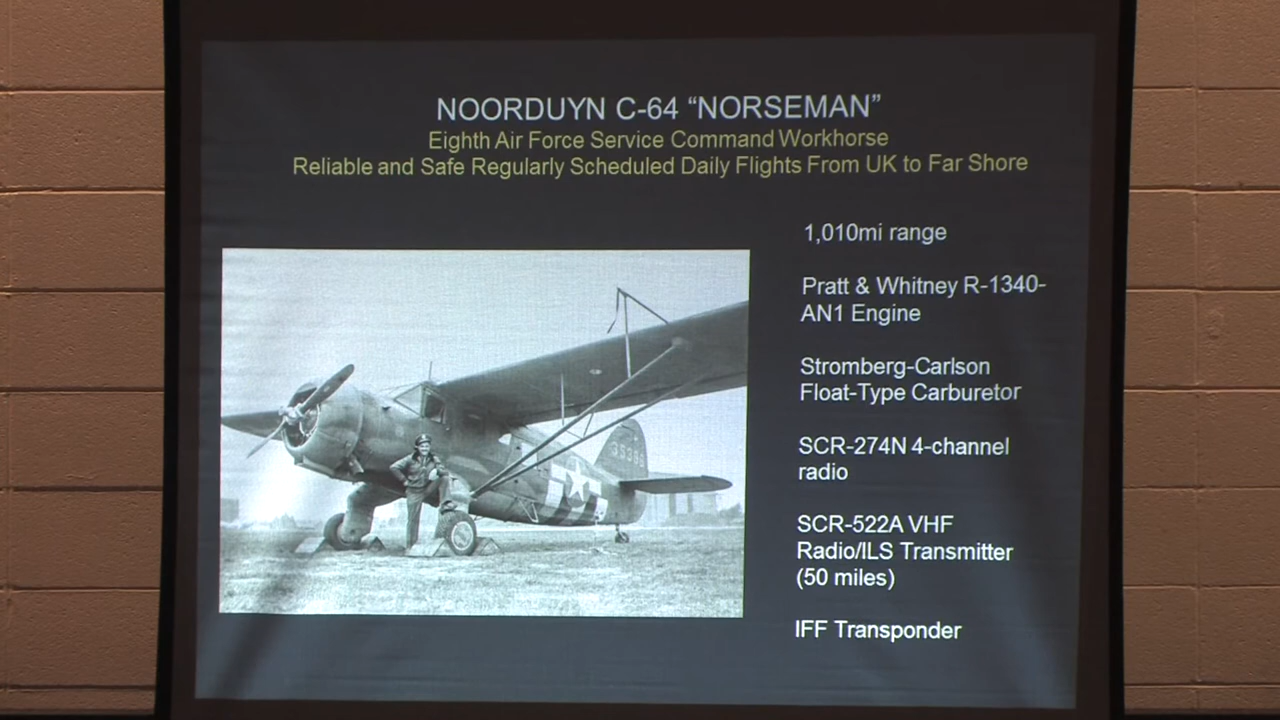 NOORDUYN C-64 “NORSEMAN”
Eighth Air Force Service Command Workhorse
Reliable and Safe Regularly Scheduled Daily Flights From UK to Far Shore
1,010mi range
Pratt & Whitney R-1340-
AN1 Engine
Stromberg-Carlson
Float-Type Carburetor
SCR-274N 4-channel
radio
SCR-522A VHF
Radio/ILS Transmitter
(50 miles)
IFF Transponder